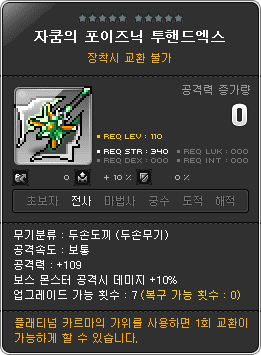 자쿰의 포이즈닉 투핸드엑스
장착시 교환 불가
공격력 증가량
0
REQ LEV : 110
REQ STR : 340 REQ LUK : 000
REQ DEX : 000 REQ INT : 000
0 + 10 % 0
초보자 전사 마법사 궁수 도적 해적
무기분류 : 두손도끼 (두손무기)
공격속도 : 보통
공격력 : +109
보스 몬스터 공격시 데미지 +10%
업그레이드 가능 횟수 : 7 (복구 가능 횟수 : 0)
플래티넘 카르마의 가위를 사용하면 1회 교환이
가능하게 할 수 있습니다.